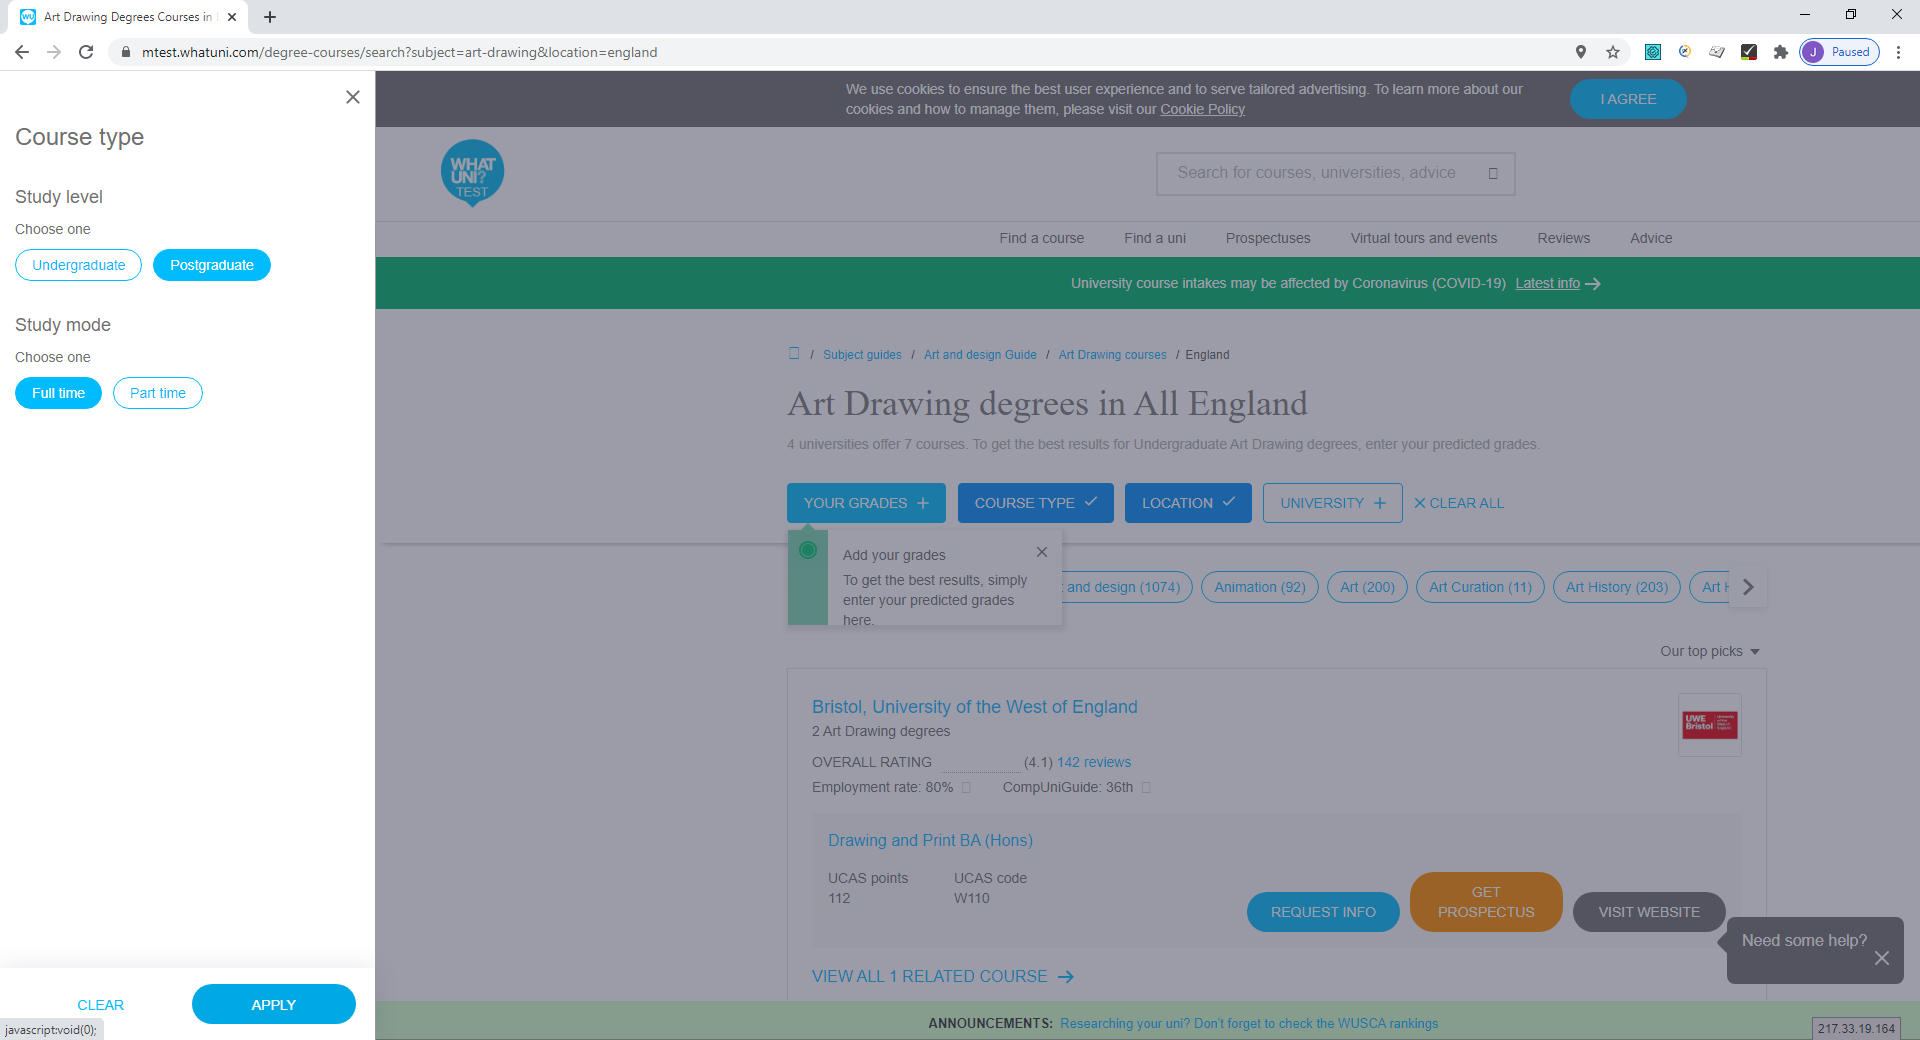 Art Drawing Degrees Courses in
mtest.whatuni.com/degree-courses/search?subject=art-drawing&location=england
J Paused
Course type
Study level
Choose one
Undergraduate Postgraduate
Study mode
Choose one
Full time Part time
CLEAR APPLY
javascript:void(0);
We use cookies to ensure the best user experience and to serve tailored advertising. To learn more about our
cookies and how to manage them, please visit our Cookie Policy
I AGREE
WHAT
UNI?
TEST
Search for courses, universities, advice
Find a course Find a uni Prospectuses Virtual tours and events Reviews Advice
University course intakes may be affected by Coronavirus (COVID-19) Latest info
/ Subject guides / Art and design Guide / Art Drawing courses / England
Art Drawing degrees in All England
4 universities offer 7 courses. To get the best results for Undergraduate Art Drawing degrees, enter your predicted grades.
YOUR GRADES COURSE TYPE LOCATION UNIVERSITY CLEAR ALL
Add your grades
To get the best results, simply
enter your predicted grades
here.
and design (1074) Animation (92) Art (200) Art Curation (11) Art History (203) Art
Our top picks
Bristol, University of the West of England
2 Art Drawing degrees
OVERALL RATING (4.1) 142 reviews
Employment rate: 80% CompUniGuide: 36th
UWE
Bristol
Drawing and Print BA (Hons)
UCAS points UCAS code
112 W110
REQUEST INFO GET PROSPECTUS VISIT WEBSITE
Need some help?
VIEW ALL 1 RELATED COURSE
ANNOUNCEMENTS: Researching your uni? Don't forget to check the WUSCA rankings
217.33.19.164